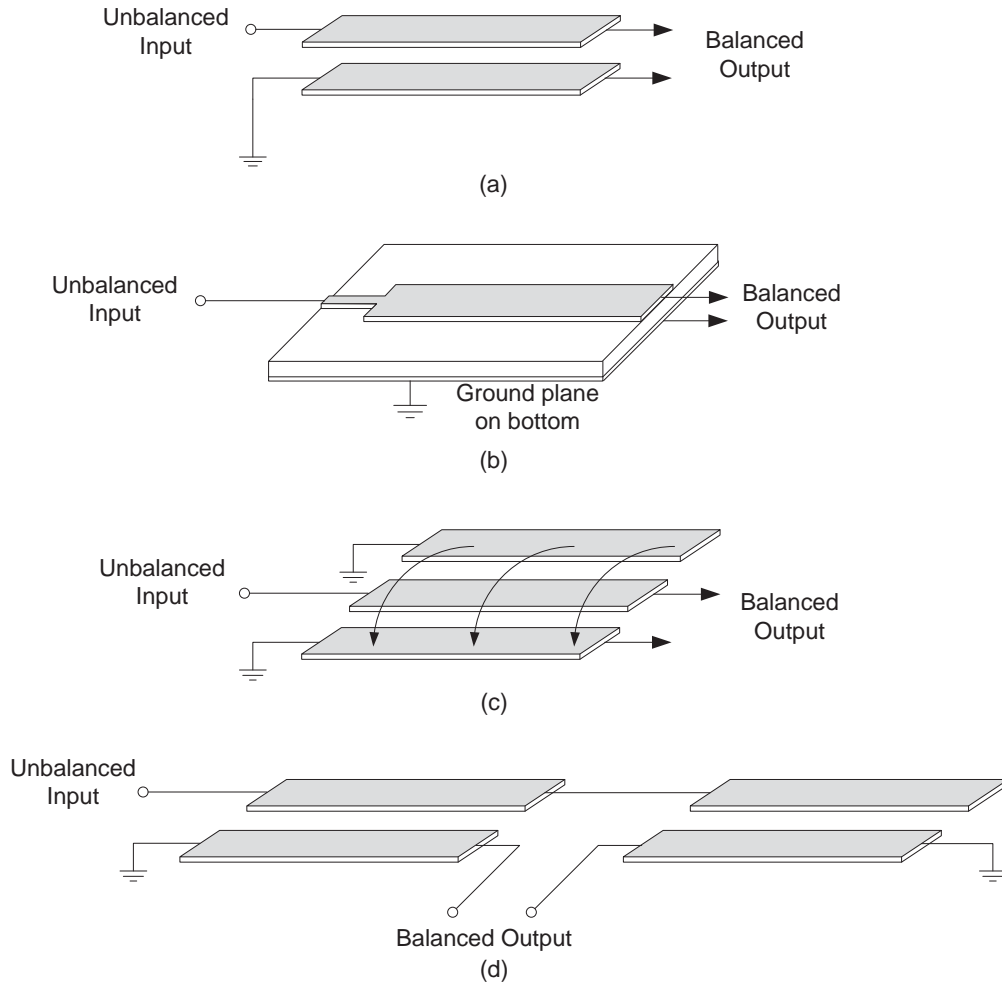 Unbalanced
Input
Balanced
Output
(a)
Unbalanced
Input
Balanced
Output
Ground plane
on bottom
(b)
Unbalanced
Input
Balanced
Output
(c)
Unbalanced
Input
Balanced Output
(d)